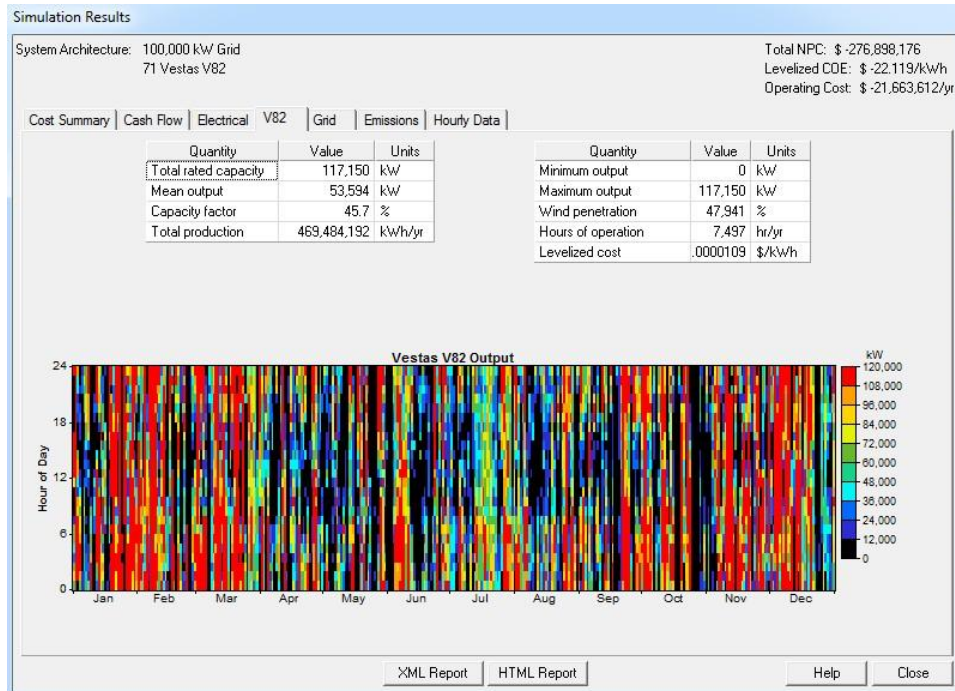 Simulation Results
System Architecture: 100,000 kW Grid
71 Vestas V82
Total NPC: $ -276,898,176
Levelized COE: $ -22.119/kWh
Operating Cost: $ -21,663,612/yr
Cost Summary Cash Flow Electrical V82 Grid Emissions Hourly Data
Quantity Value Units
Total rated capacity 117,150 kW
Mean output 53,594 kW
Capacity factor 45.7 %
Total production 469,484,192 kWh/yr
Quantity Value Units
Minimum output 0 kW
Maximum output 117,150 kW
Wind penetration 47,941 %
Hours of operation 7,497 hr/yr
Levelized cost .0000109 $/kWh
Vestas V82 Output
Hour of Day
24
18
12
6
0
Jan Feb Mar Apr May Jun Jul Aug Sep Oct Nov Dec
kW
120,000
108,000
96,000
84,000
72,000
60,000
48,000
36,000
24,000
12,000
0
XML Report HTML Report Help Close